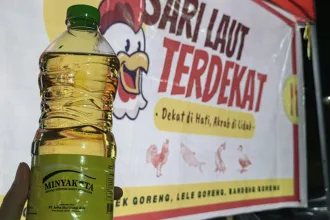 SARI LAUT
TERDEKAT
• Dekat di Hati, Akrab di Lidah •
MINYAKITA
EK GORENG, LELE GORENG, BANDENG GORENG